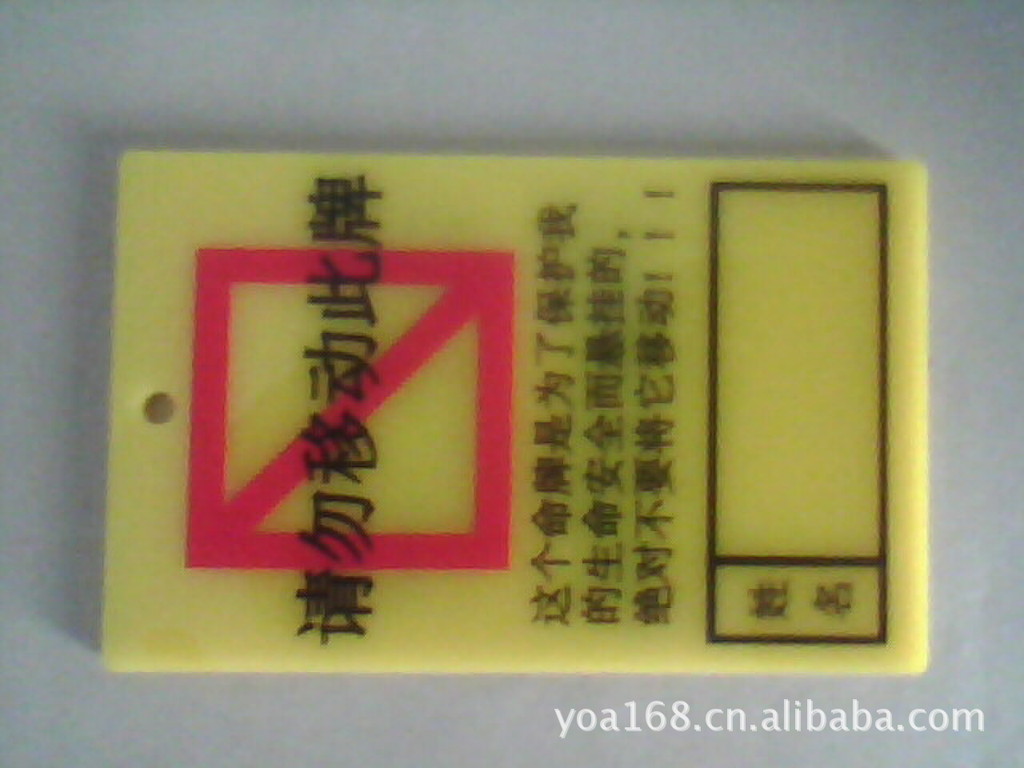 请勿移动此牌
这个命牌是为了保护我
的生命安全而悬挂的,
绝对不要将它移动!!!!
姓名
yoa168.cn.alibaba.com